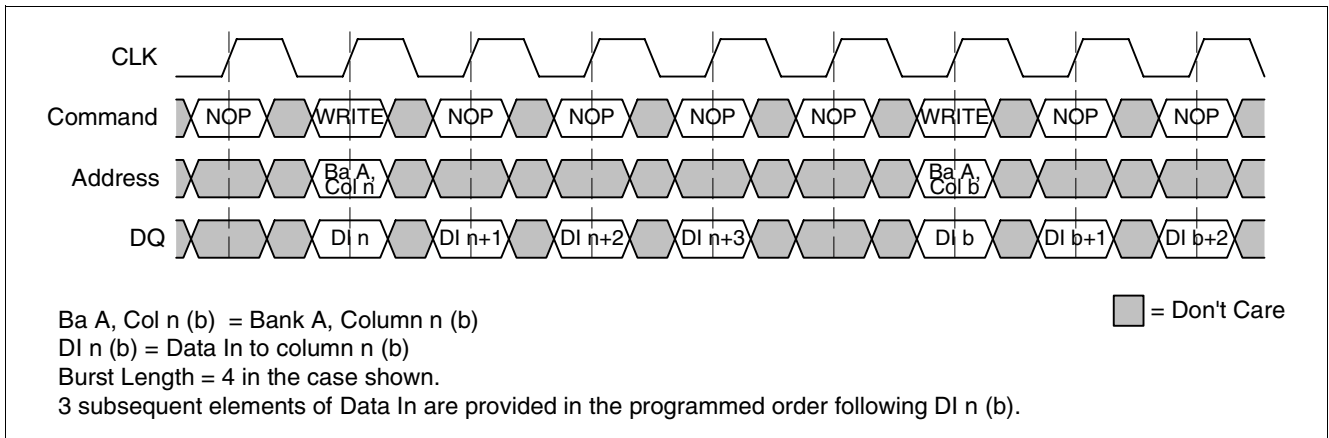 CLK
Command NOP WRITE NOP NOP NOP NOP WRITE NOP NOP
Address Ba A, Col n Ba A, Col b
DQ DI n DI n+1 DI n+2 DI n+3 DI b DI b+1 DI b+2
= Don't Care
Ba A, Col n (b) = Bank A, Column n (b)
DI n (b) = Data In to column n (b)
Burst Length = 4 in the case shown.
3 subsequent elements of Data In are provided in the programmed order following DI n (b).